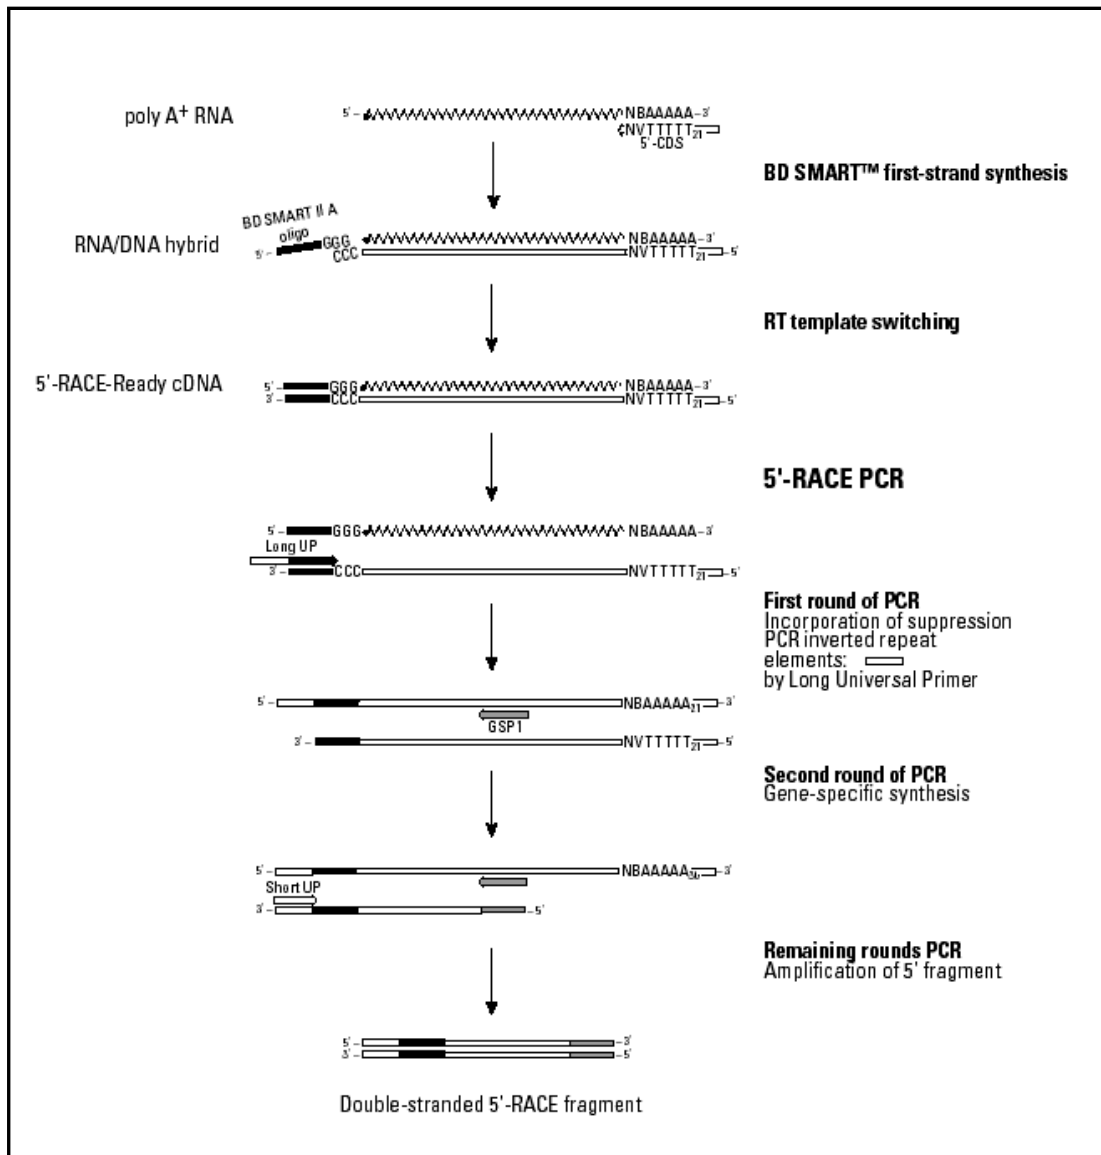 poly A+ RNA
5'– NBAAAAA–3'
NVTTTTT21
5'-CDS
BD SMART™ first-strand synthesis
BD SMART II A
oligo
RNA/DNA hybrid
5'– GGG NBAAAAA–3'
CCC NVTTTTT21 –5'
RT template switching
5'-RACE-Ready cDNA
5'– GGG NBAAAAA–3'
3'– CCC NVTTTTT21 –5'
5'-RACE PCR
5'– GGG NBAAAAA–3'
Long UP
3'– CCC NVTTTTT21 –5'
First round of PCR
Incorporation of suppression
PCR inverted repeat
elements:
by Long Universal Primer
5'– NBAAAAA21 –3'
GSP1
3'– NVTTTTT21 –5'
Second round of PCR
Gene-specific synthesis
5'– NBAAAAA36 –3'
Short UP
3'– –5'
Remaining rounds PCR
Amplification of 5' fragment
5'– –3'
3'– –5'
Double-stranded 5'-RACE fragment